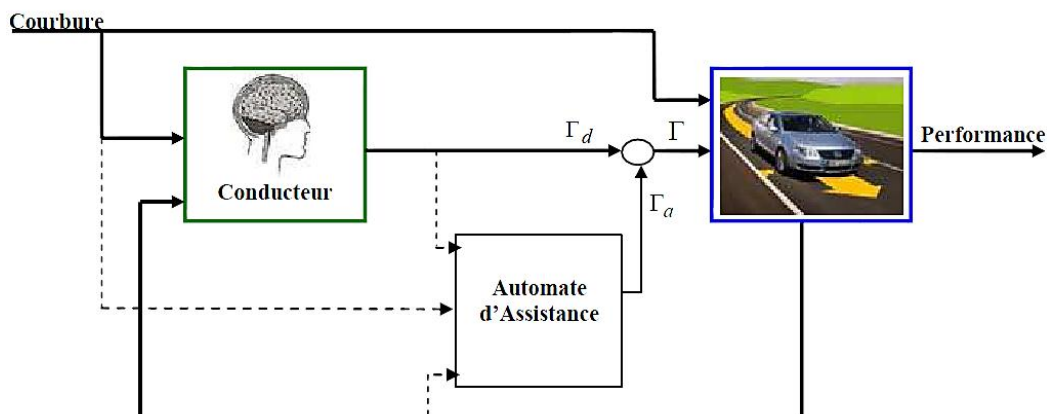 Courbure
Γd
Γ
Performance
Conducteur
Γa
Automate
d'Assistance